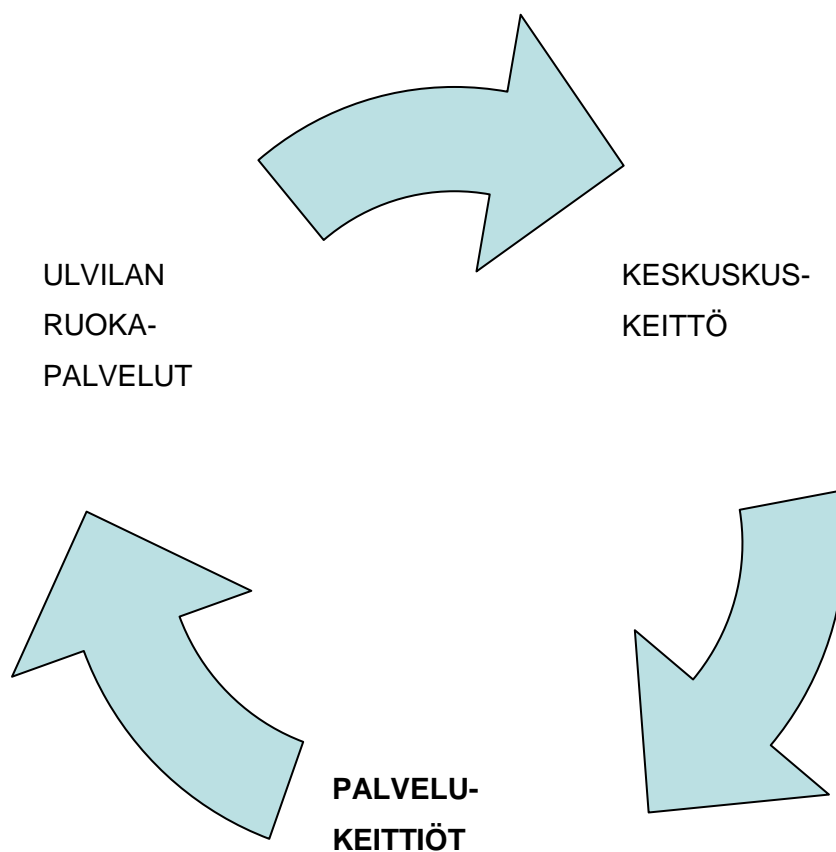 ULVILAN
RUOKA-
PALVELUT
KESKUSKUS-
KEITTÖ
PALVELU-
KEITTIÖT